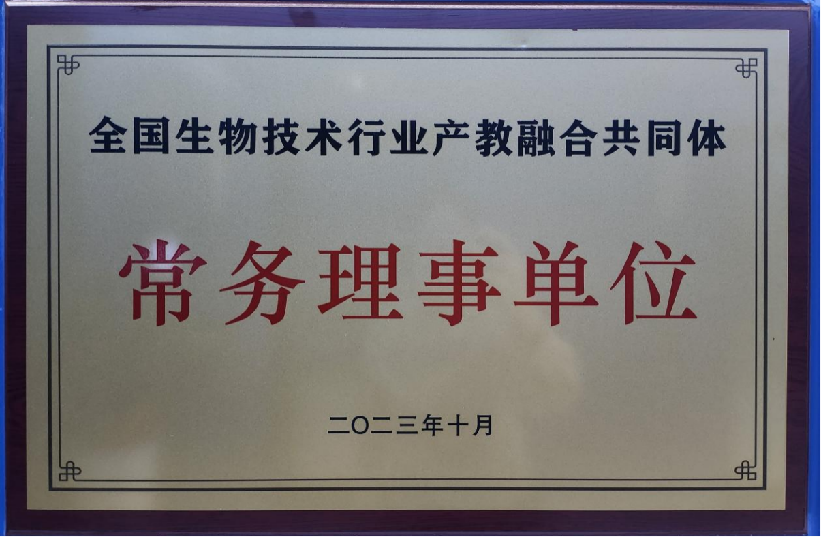 全国生物技术行业产教融合共同体
常务理事单位
二〇二三年十月